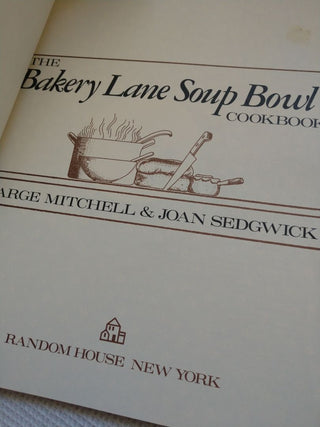 THE
Bakery Lane Soup Bowl
COOKBOOK
ARGE MITCHELL & JOAN SEDGWICK
RANDOM HOUSE NEW YORK